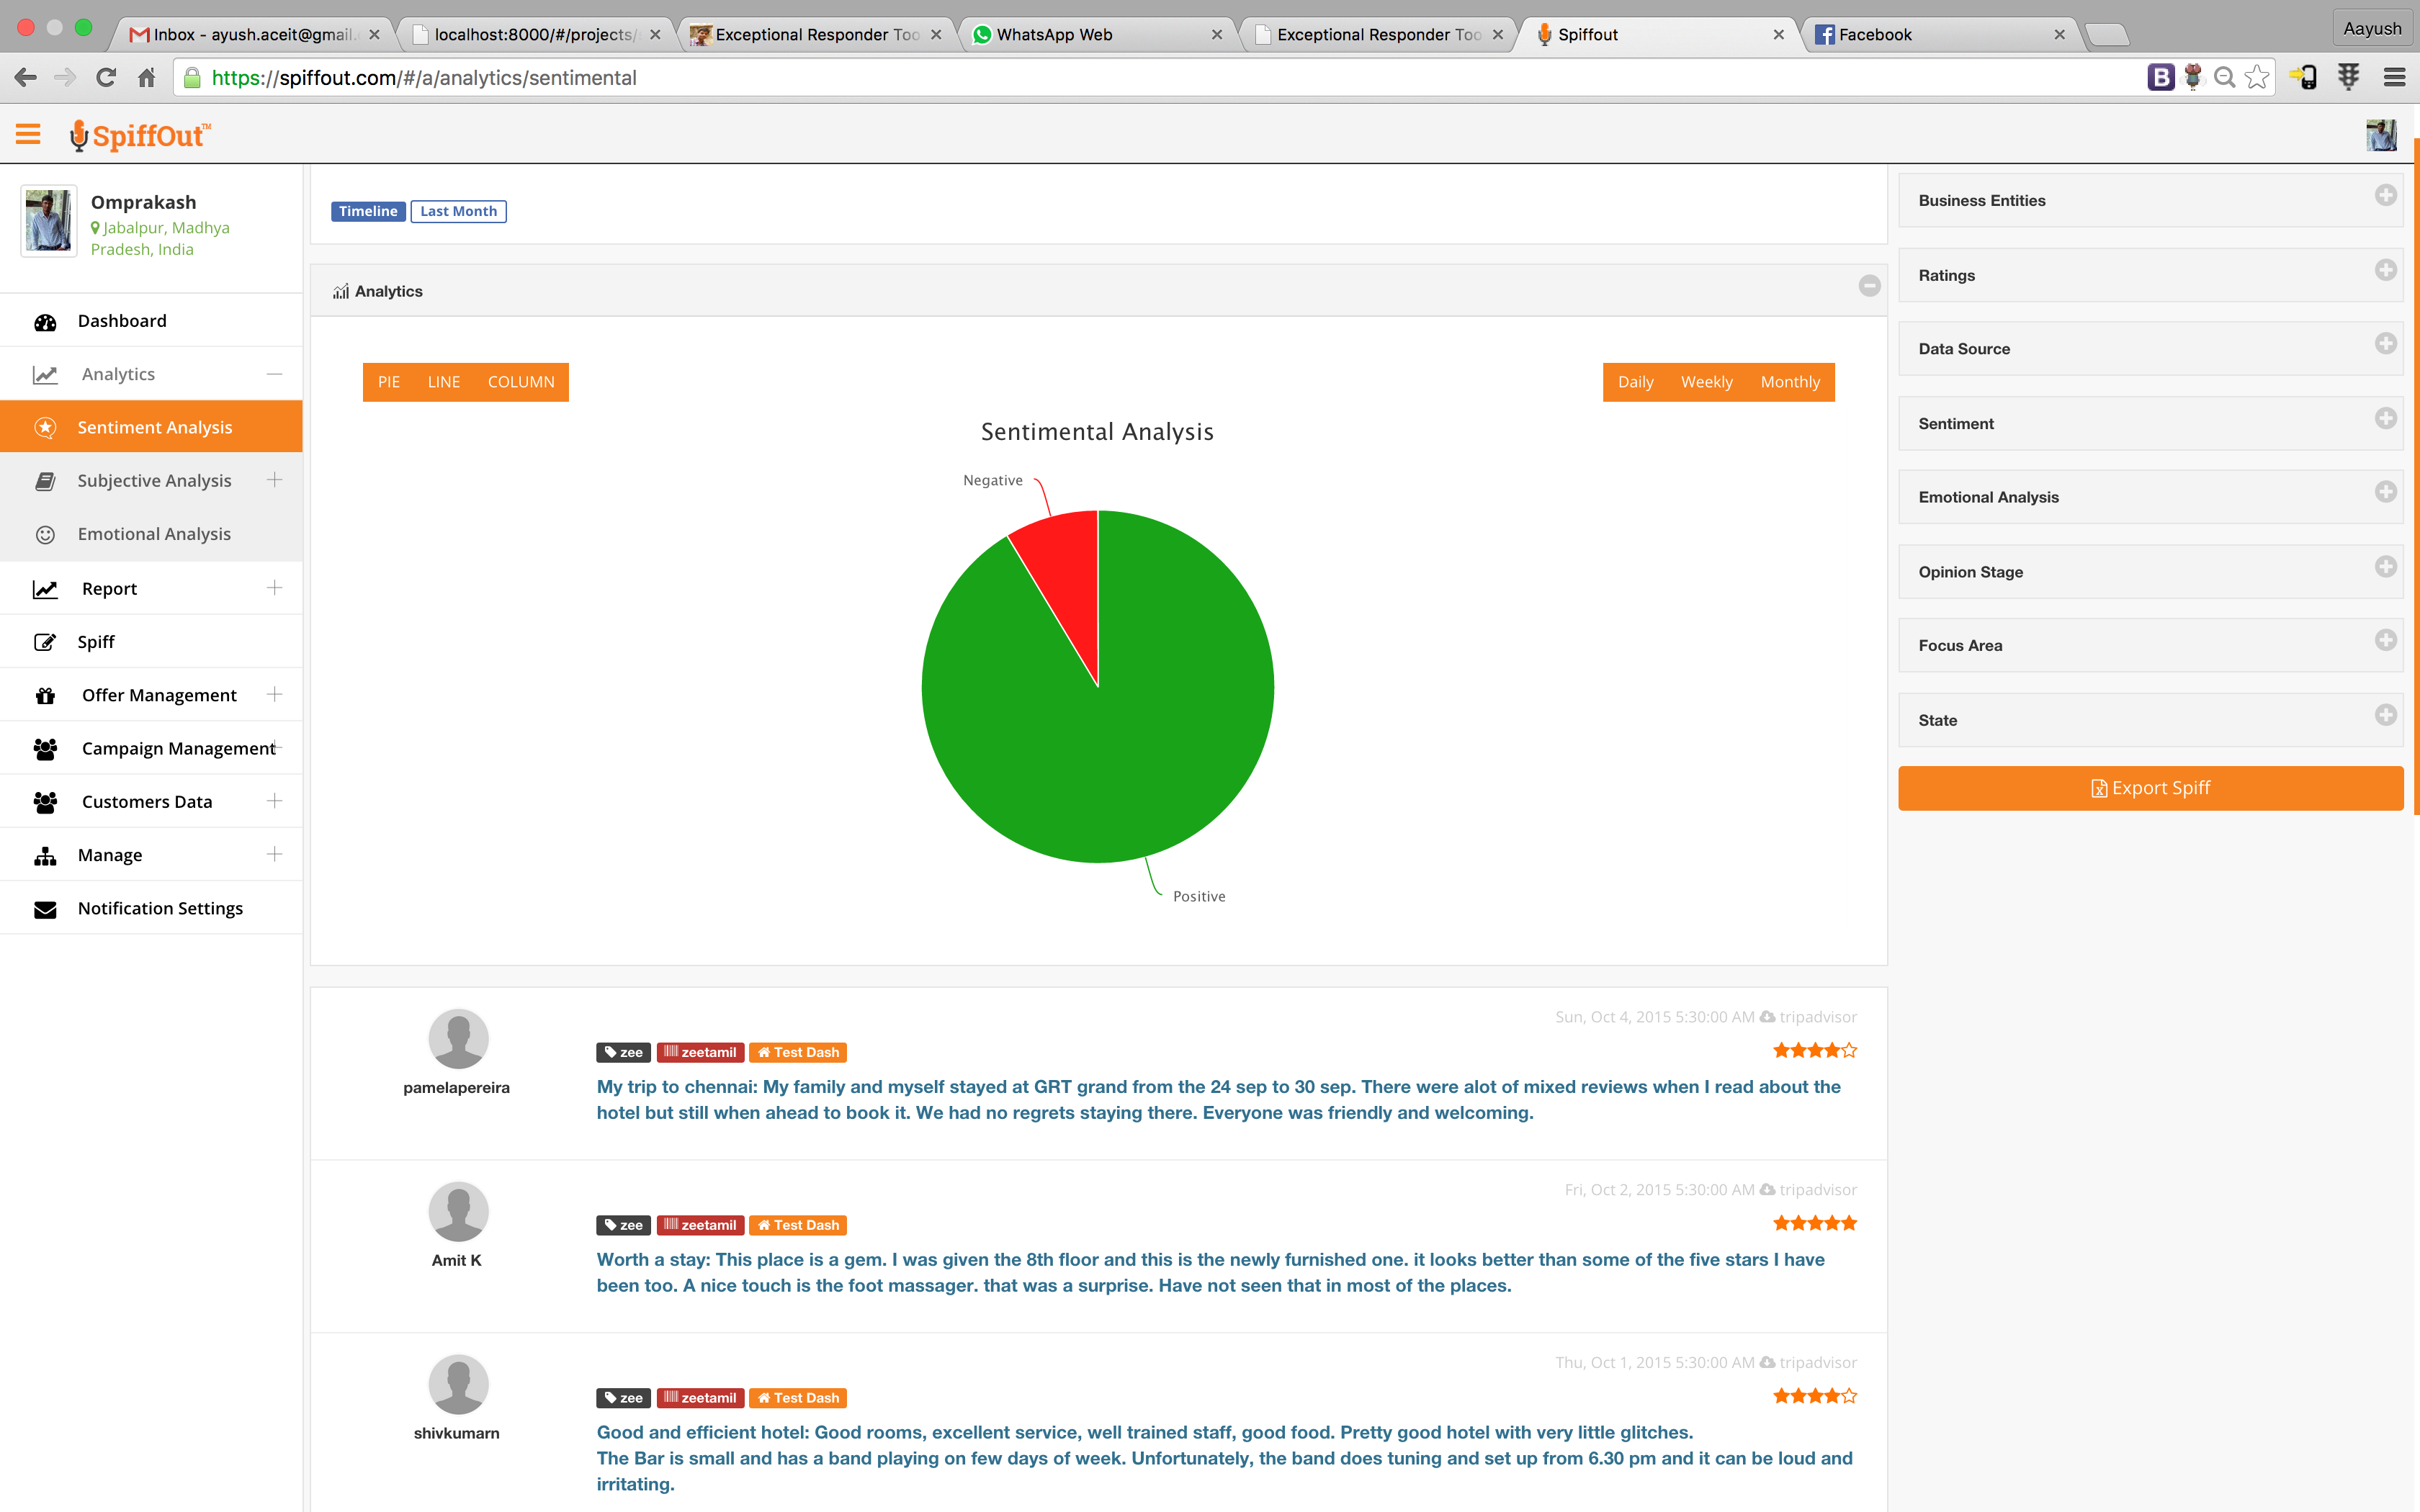 Inbox - ayush.aceit@gmail.
localhost:8000/#/projects/
Exceptional Responder Too
WhatsApp Web
Exceptional Responder Too
Spiffout
Facebook
Aayush
https://spiffout.com/#/a/analytics/sentimental
SpiffOut™
Omprakash
Jabalpur, Madhya
Pradesh, India
Dashboard
Analytics
Sentiment Analysis
Subjective Analysis
Emotional Analysis
Report
Spiff
Offer Management
Campaign Management
Customers Data
Manage
Notification Settings
Timeline Last Month
Analytics
PIE LINE COLUMN
Daily Weekly Monthly
Sentimental Analysis
Negative
Positive
Sun, Oct 4, 2015 5:30:00 AM tripadvisor
zee zeetamil Test Dash
pamelapereira
My trip to chennai: My family and myself stayed at GRT grand from the 24 sep to 30 sep. There were alot of mixed reviews when I read about the
hotel but still when ahead to book it. We had no regrets staying there. Everyone was friendly and welcoming.
Fri, Oct 2, 2015 5:30:00 AM tripadvisor
zee zeetamil Test Dash
Amit K
Worth a stay: This place is a gem. I was given the 8th floor and this is the newly furnished one. it looks better than some of the five stars I have
been too. A nice touch is the foot massager. that was a surprise. Have not seen that in most of the places.
Thu, Oct 1, 2015 5:30:00 AM tripadvisor
zee zeetamil Test Dash
shivkumarn
Good and efficient hotel: Good rooms, excellent service, well trained staff, good food. Pretty good hotel with very little glitches.
The Bar is small and has a band playing on few days of week. Unfortunately, the band does tuning and set up from 6.30 pm and it can be loud and
irritating.
Business Entities
Ratings
Data Source
Sentiment
Emotional Analysis
Opinion Stage
Focus Area
State
Export Spiff